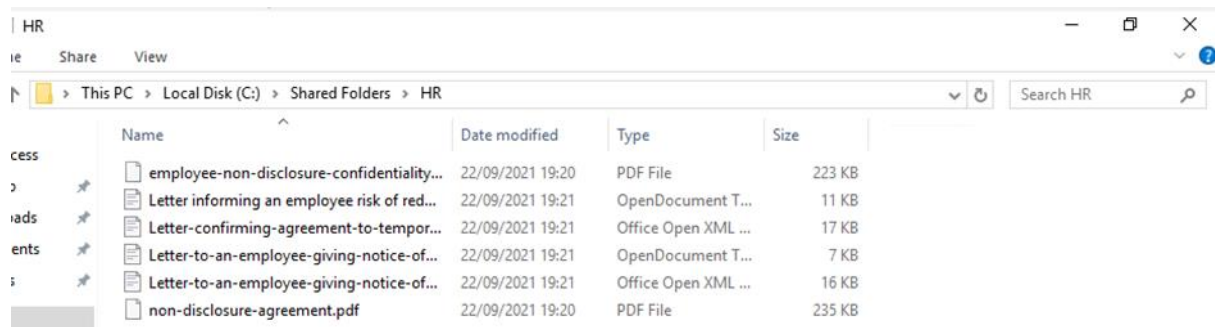 HR
Share View
This PC > Local Disk (C:) > Shared Folders > HR Search HR
Name Date modified Type Size
employee-non-disclosure-confidentiality... 22/09/2021 19:20 PDF File 223 KB
Letter informing an employee risk of red... 22/09/2021 19:21 OpenDocument T... 11 KB
Letter-confirming-agreement-to-tempor... 22/09/2021 19:21 Office Open XML ... 17 KB
Letter-to-an-employee-giving-notice-of... 22/09/2021 19:21 OpenDocument T... 7 KB
Letter-to-an-employee-giving-notice-of... 22/09/2021 19:21 Office Open XML ... 16 KB
non-disclosure-agreement.pdf 22/09/2021 19:20 PDF File 235 KB